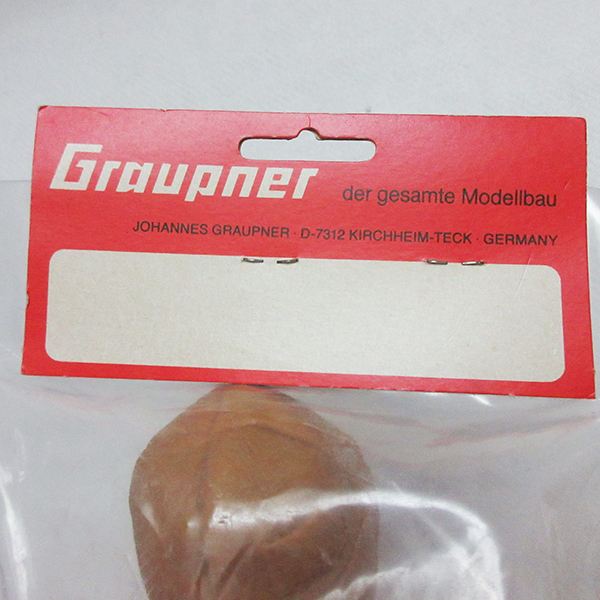 Graupner der gesamte Modellbau
JOHANNES GRAUPNER · D-7312 KIRCHHEIM-TECK · GERMANY